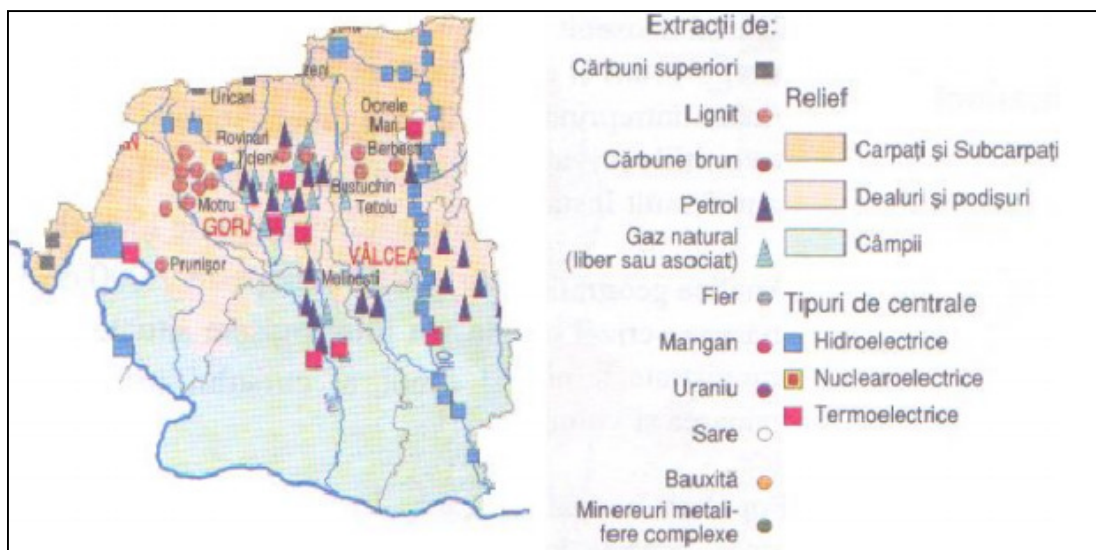 Uricani
Ocnele
Mari
Rovinari
Berbești
Bustuchin
Motru
Tetoiu
GORJ
VÂLCEA
Prunișor
Melinești
Extracții de:
Cărbuni superiori
Lignit
Cărbune brun
Petrol
Gaz natural
(liber sau asociat)
Fier
Mangan
Uraniu
Sare
Bauxită
Minereuri metali-
fere complexe
Relief
Carpați și Subcarpați
Dealuri și podișuri
Câmpii
Tipuri de centrale
Hidroelectrice
Nuclearoelectrice
Termoelectrice